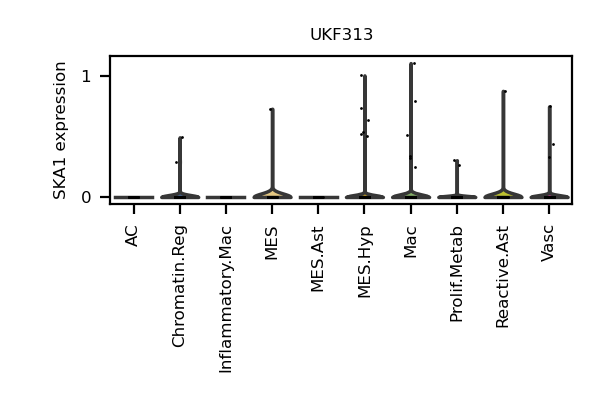 UKF313
SKA1 expression
1
0
AC
Chromatin.Reg
Inflammatory.Mac
MES
MES.Ast
MES.Hyp
Mac
Prolif.Metab
Reactive.Ast
Vasc